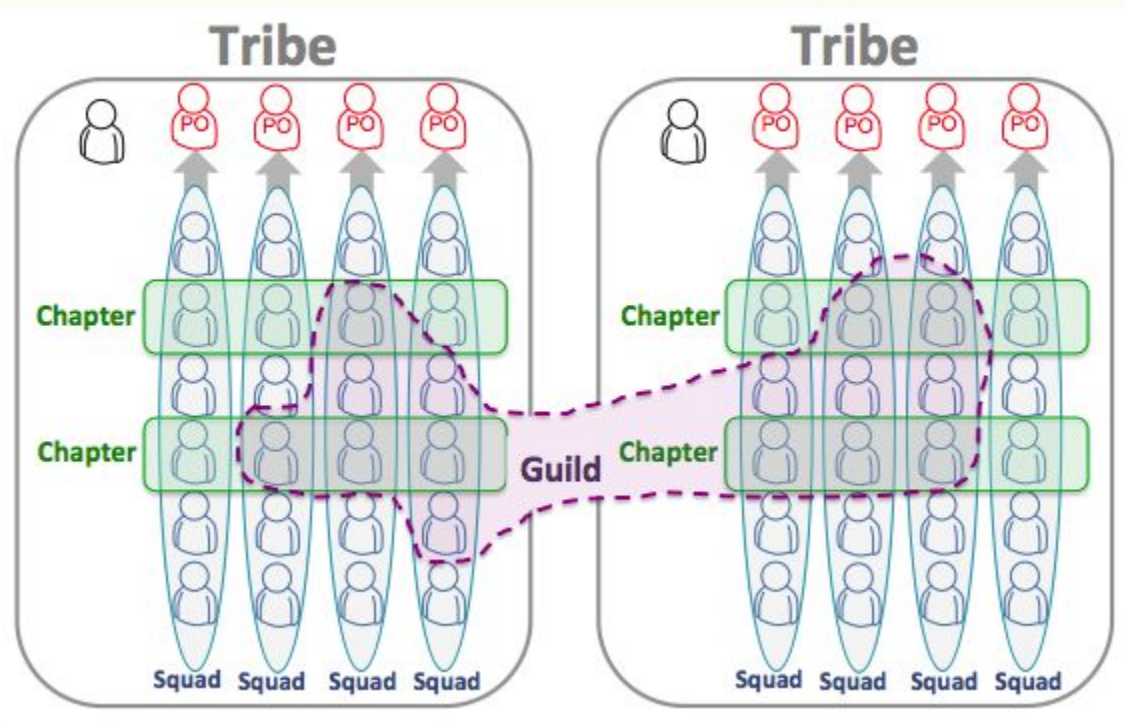 Tribe Tribe
PO PO PO PO PO PO PO PO
Chapter Chapter
Chapter Guild Chapter
Squad Squad Squad Squad Squad Squad Squad Squad